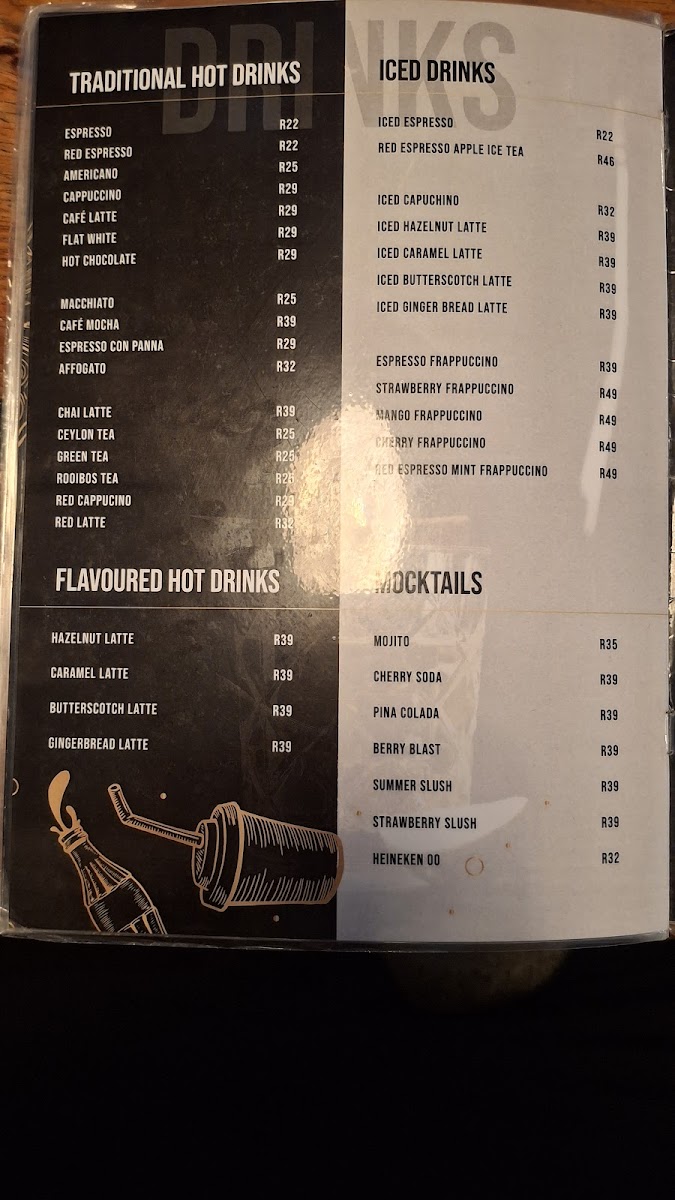 DRINKS
TRADITIONAL HOT DRINKS
ESPRESSO R22
RED ESPRESSO R22
AMERICANO R25
CAPPUCCINO R29
CAFÉ LATTE R29
FLAT WHITE R29
HOT CHOCOLATE R29
MACCHIATO R25
CAFÉ MOCHA R39
ESPRESSO CON PANNA R29
AFFOGATO R32
CHAI LATTE R39
CEYLON TEA R25
GREEN TEA R25
ROOIBOS TEA R25
RED CAPPUCINO R29
RED LATTE R32
FLAVOURED HOT DRINKS
HAZELNUT LATTE R39
CARAMEL LATTE R39
BUTTERSCOTCH LATTE R39
GINGERBREAD LATTE R39
ICED DRINKS
ICED ESPRESSO R22
RED ESPRESSO APPLE ICE TEA R46
ICED CAPUCHINO R32
ICED HAZELNUT LATTE R39
ICED CARAMEL LATTE R39
ICED BUTTERSCOTCH LATTE R39
ICED GINGER BREAD LATTE R39
ESPRESSO FRAPPUCCINO R39
STRAWBERRY FRAPPUCCINO R49
MANGO FRAPPUCCINO R49
CHERRY FRAPPUCCINO R49
RED ESPRESSO MINT FRAPPUCCINO R49
MOCKTAILS
MOJITO R35
CHERRY SODA R39
PINA COLADA R39
BERRY BLAST R39
SUMMER SLUSH R39
STRAWBERRY SLUSH R39
HEINEKEN 00 R32